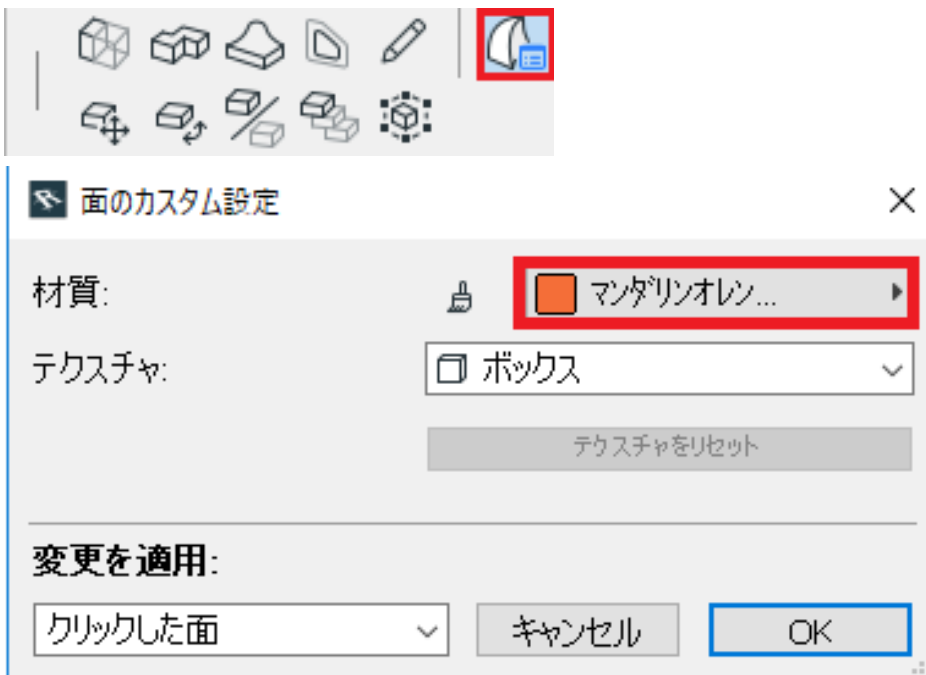 面のカスタム設定
材質:
マンダリンオレン...
テクスチャ:
ボックス
テクスチャをリセット
変更を適用:
クリックした面
キャンセル
OK